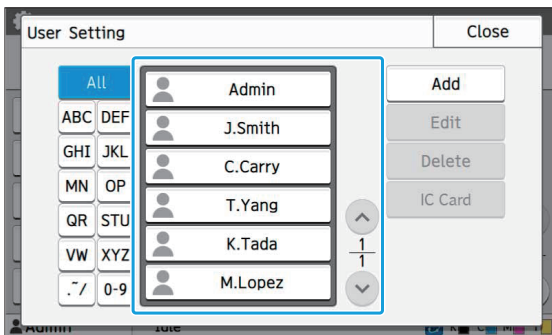 User Setting
Close
All
ABC DEF
GHI JKL
MN OP
QR STU
VW XYZ
.~/ 0-9
Admin
J.Smith
C.Carry
T.Yang
K.Tada
M.Lopez
1
1
Add
Edit
Delete
IC Card
Admin
Idle